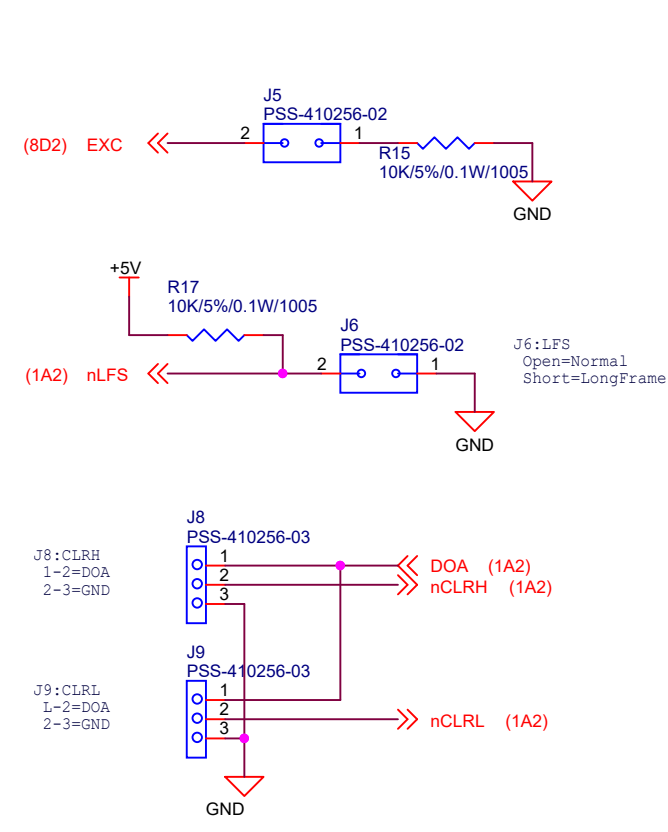 J5
PSS-410256-02
(8D2) EXC 2 1
R15
10K/5%/0.1W/1005
GND
+5V
R17
10K/5%/0.1W/1005
J6
PSS-410256-02
(1A2) nLFS 2 1
J6:LFS
Open=Normal
Short=LongFrame
GND
J8
PSS-410256-03
J8:CLRH
1-2=DOA
2-3=GND
1
2
3
DOA (1A2)
nCLRH (1A2)
J9
PSS-410256-03
J9:CLRL
L-2=DOA
2-3=GND
1
2
3
nCLRL (1A2)
GND